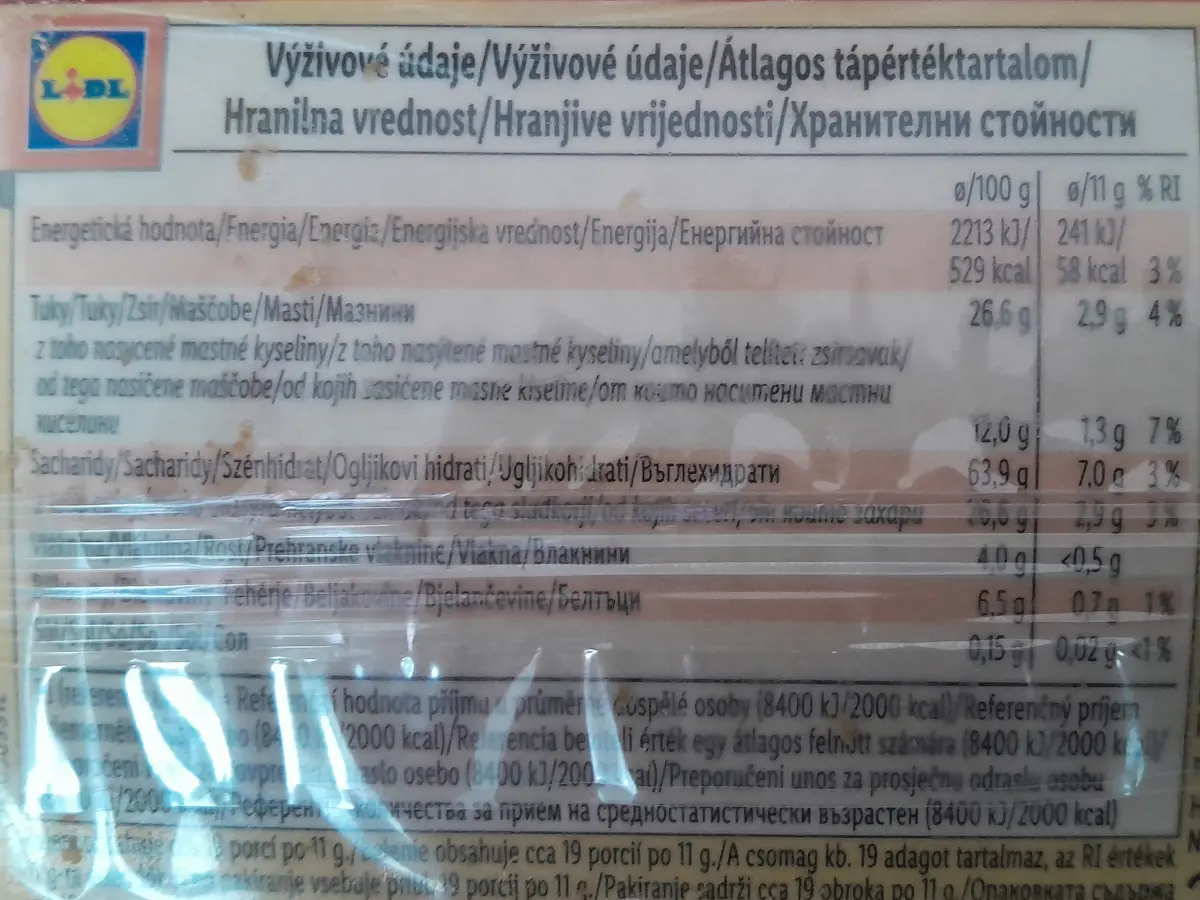 LIDL
Výživové údaje/Výživové údaje/Átlagos tápértéktartalom/
Hranilna vrednost/Hranjive vrijednosti/Хранителни стойности
ø/100 g ø/11 g % RI
Energetická hodnota/Energia/Energia/Energijska vrednost/Energija/Енергийна стойност 2213 kJ/ 241 kJ/
529 kcal 58 kcal 3 %
Tuky/Tuky/Zsír/Maščobe/Masti/Мазнини 26,6 g 2,9 g 4 %
z toho nasycené mastné kyseliny/z toho nasýtené mastné kyseliny/amelyből telített zsírsavak/
od tega nasičene maščobe/od kojih zasićene masne kiseline/от които наситени мастни
киселини 12,0 g 1,3 g 7 %
Sacharidy/Sacharidy/Szénhidrát/Ogljikovi hidrati/Ugljikohidrati/Въглехидрати 63,9 g 7,0 g 3 %
tega sladkorji/od kojih šećeri/от които захари 2,9 g 3 %
Rost/Prehranske vlaknine/Vlakna/Влакнини 4,0 g <0,5 g
Fehérje/Beljakovine/Bjelančevine/Белтъци 6,5 g 0,7 g 1 %
Сол 0,15 g 0,02 g <1 %
hodnota příjmu u průměrné dospělé osoby (8400 kJ/2000 kcal)/Referenčný príjem
2000 kcal)/Referencia beviteli érték egy átlagos felnőtt számára (8400 kJ/2000 kcal)/
osebo (8400 kJ/2000 kcal)/Preporučeni unos za prosječnu odraslu osobu
количества за прием на средностатистически възрастен (8400 kJ/2000 kcal)
porcí po 11 g./ obsahuje cca 19 porcií po 11 g./A csomag kb. 19 adagot tartalmaz, az RI értékek
pakiranje vsebuje 19 porcij po 11 g./Pakiranje sadrži cca 19 obroka po 11 g./Опаковката съдържа